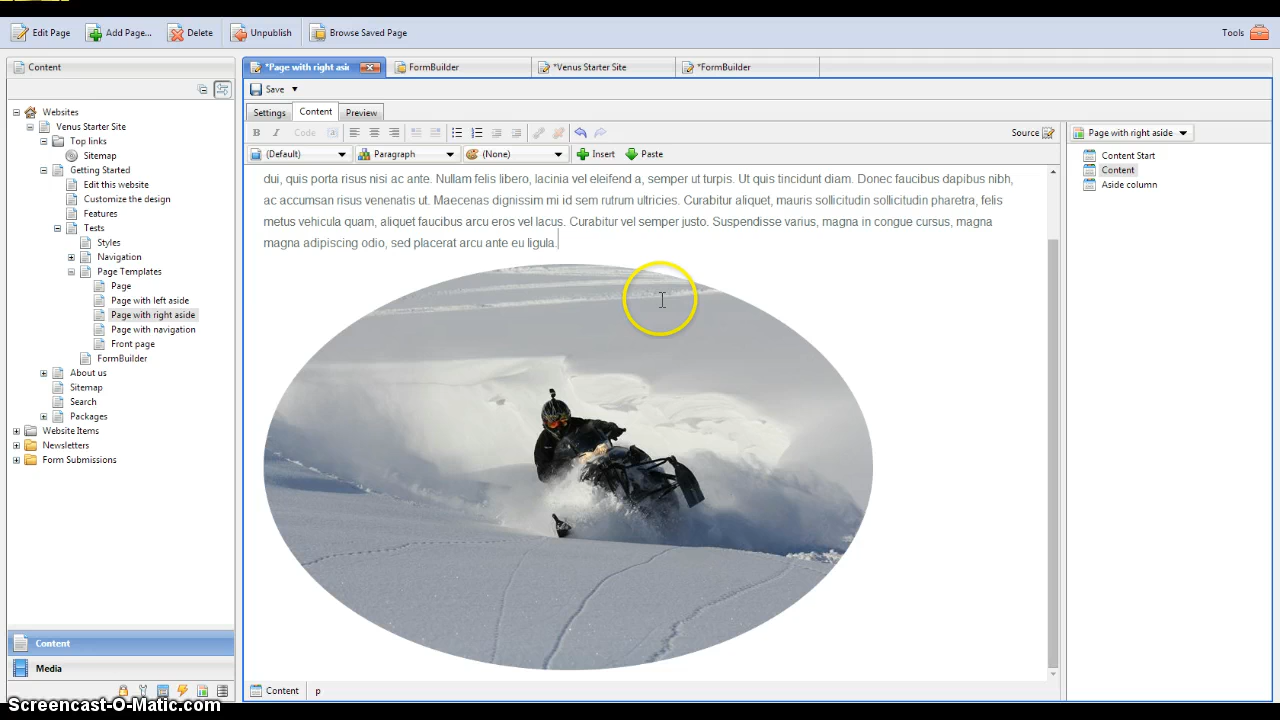 Edit Page
Add Page...
Delete
Unpublish
Browse Saved Page
Tools
Content
*Page with right asid
FormBuilder
*Venus Starter Site
*FormBuilder
Save
Settings
Content
Preview
B I Code
Source
(Default)
Paragraph
(None)
Insert
Paste
Page with right aside
Content Start
Content
Aside column
Websites
Venus Starter Site
Top links
Sitemap
Getting Started
Edit this website
Customize the design
Features
Tests
Styles
Navigation
Page Templates
Page
Page with left aside
Page with right aside
Page with navigation
Front page
FormBuilder
About us
Sitemap
Search
Packages
Website Items
Newsletters
Form Submissions
dui, quis porta risus nisi ac ante. Nullam felis libero, lacinia vel eleifend a, semper ut turpis. Ut quis tincidunt diam. Donec faucibus dapibus nibh,
ac accumsan risus venenatis ut. Maecenas dignissim mi id sem rutrum ultricies. Curabitur aliquet, mauris sollicitudin sollicitudin pharetra, felis
metus vehicula quam, aliquet faucibus arcu eros vel lacus. Curabitur vel semper justo. Suspendisse varius, magna in congue cursus, magna
magna adipiscing odio, sed placerat arcu ante eu ligula.
Content
Media
Content
p
Screencast-O-Matic.com